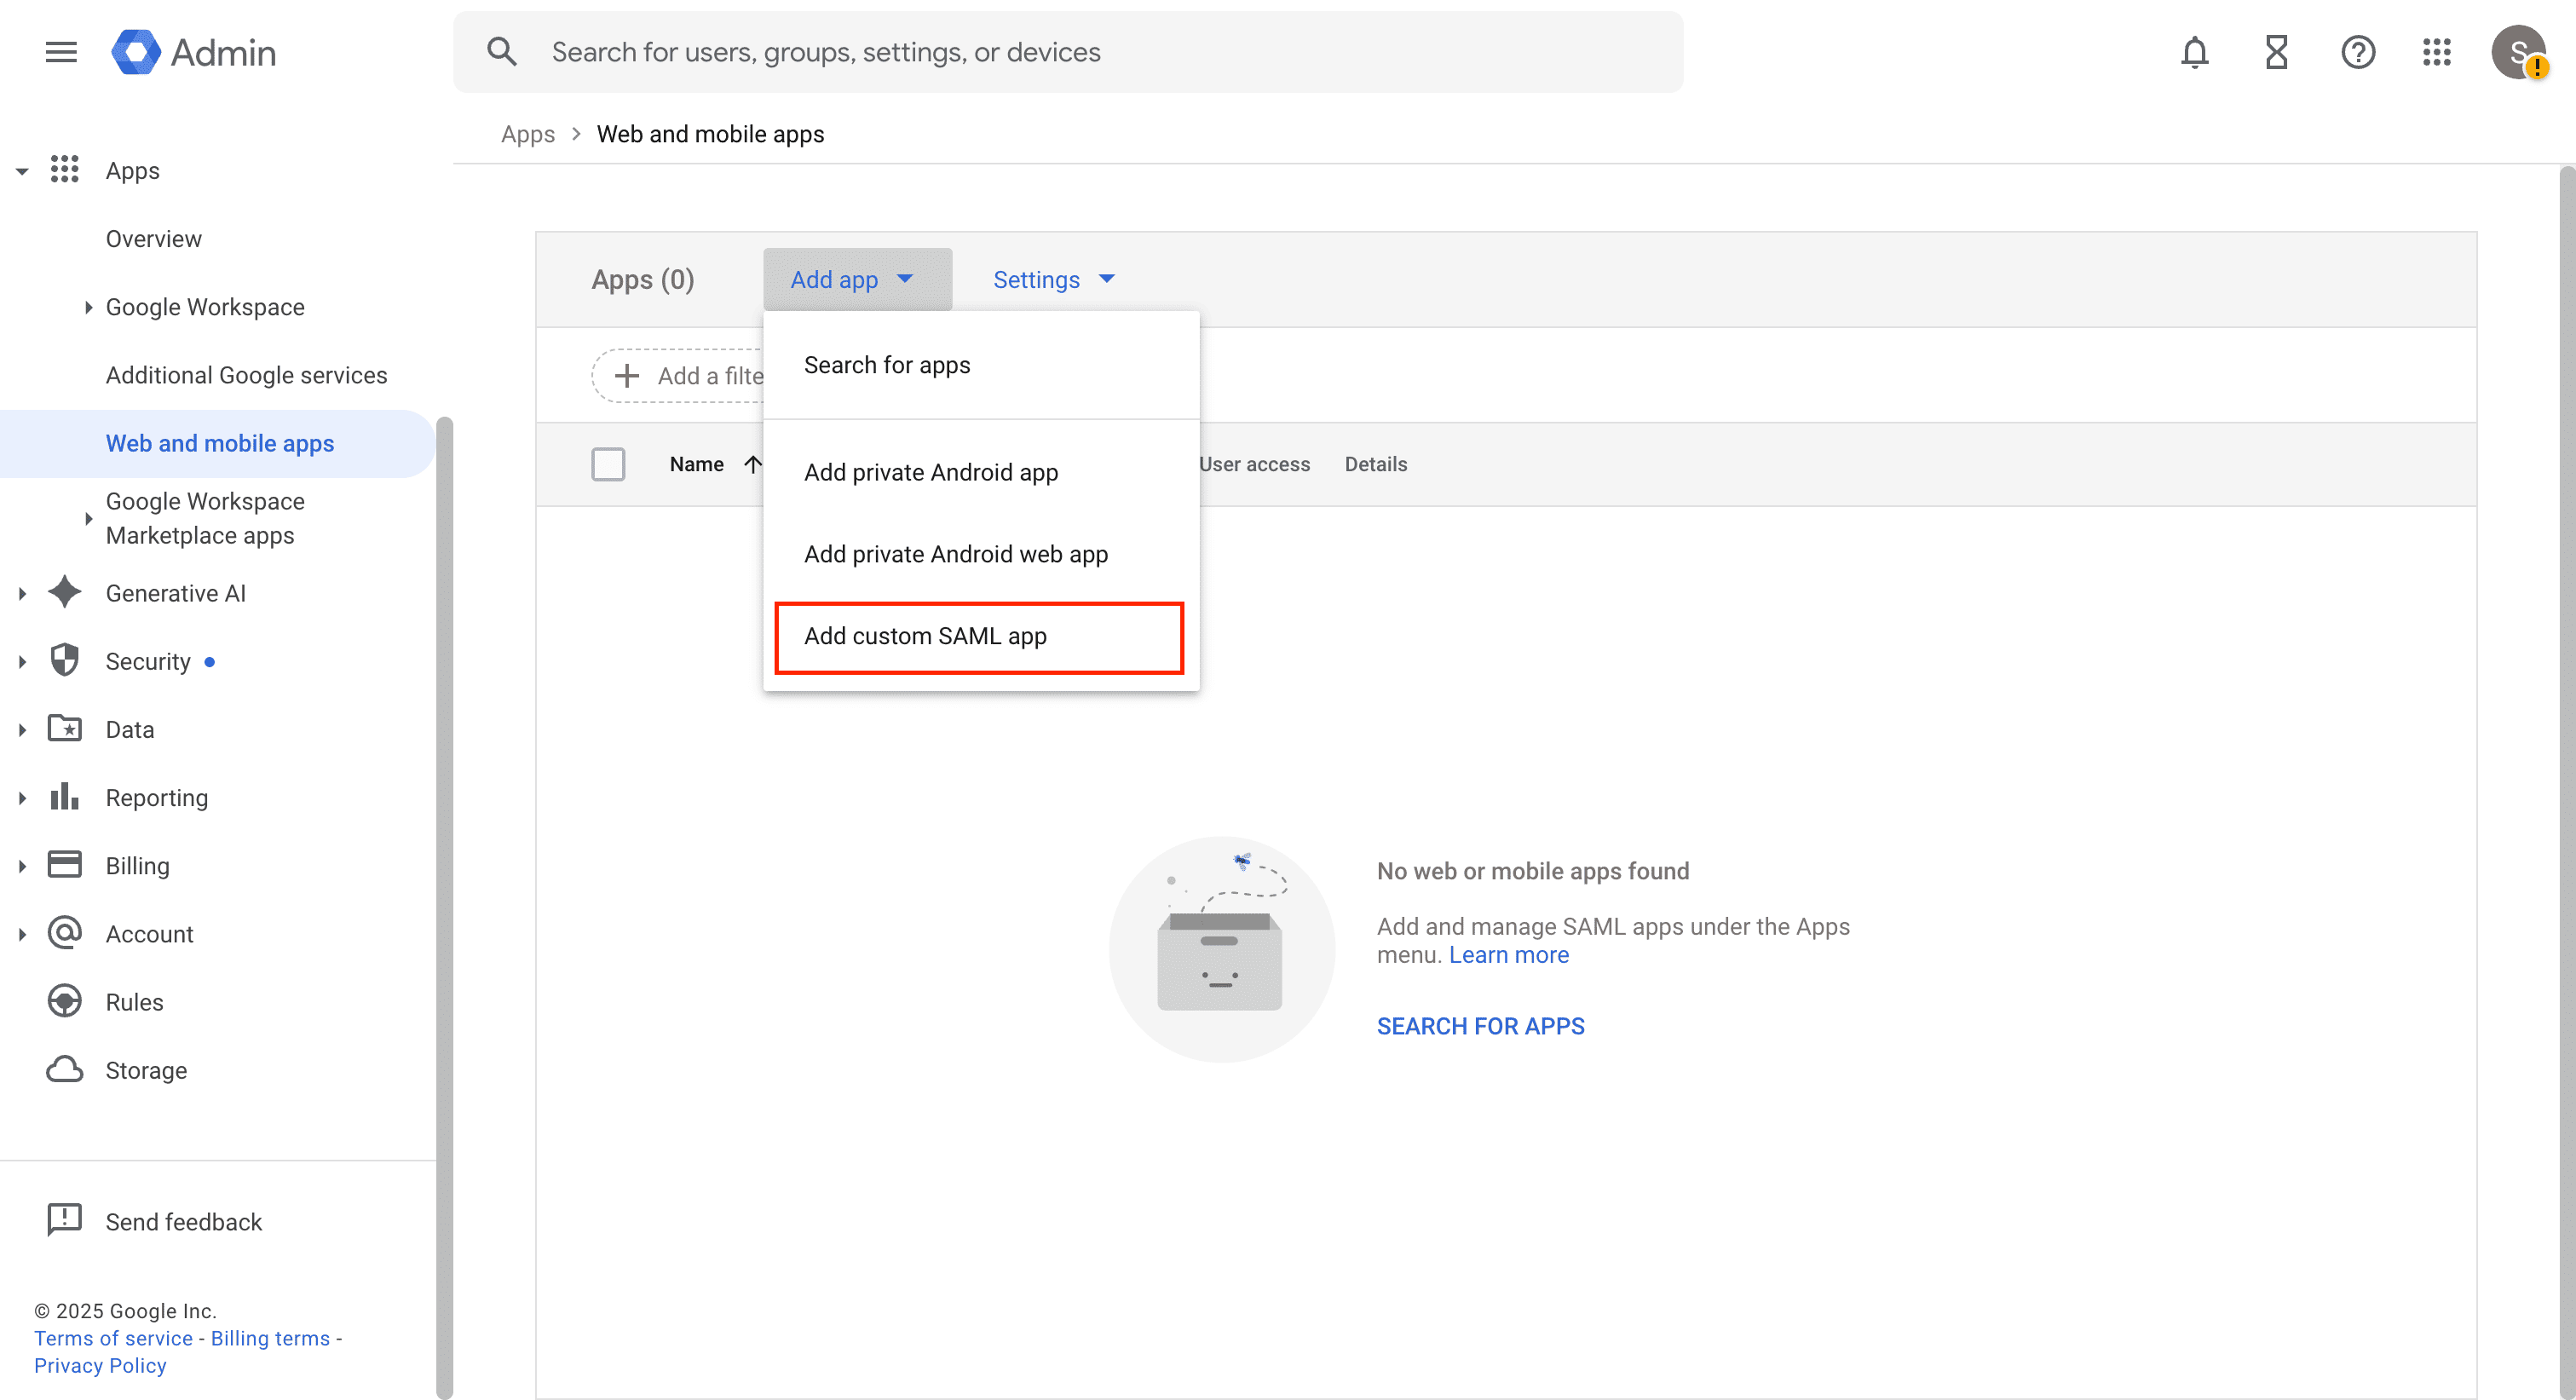 Admin
Search for users, groups, settings, or devices
S
!
Apps
Overview
Google Workspace
Additional Google services
Web and mobile apps
Google Workspace
Marketplace apps
Generative AI
Security
Data
Reporting
Billing
Account
Rules
Storage
Send feedback
© 2025 Google Inc.
Terms of service - Billing terms -
Privacy Policy
Apps > Web and mobile apps
Apps (0) Add app Settings
Add a filte
Search for apps
Add private Android app
Add private Android web app
Add custom SAML app
Name User access Details
No web or mobile apps found
Add and manage SAML apps under the Apps
menu. Learn more
SEARCH FOR APPS